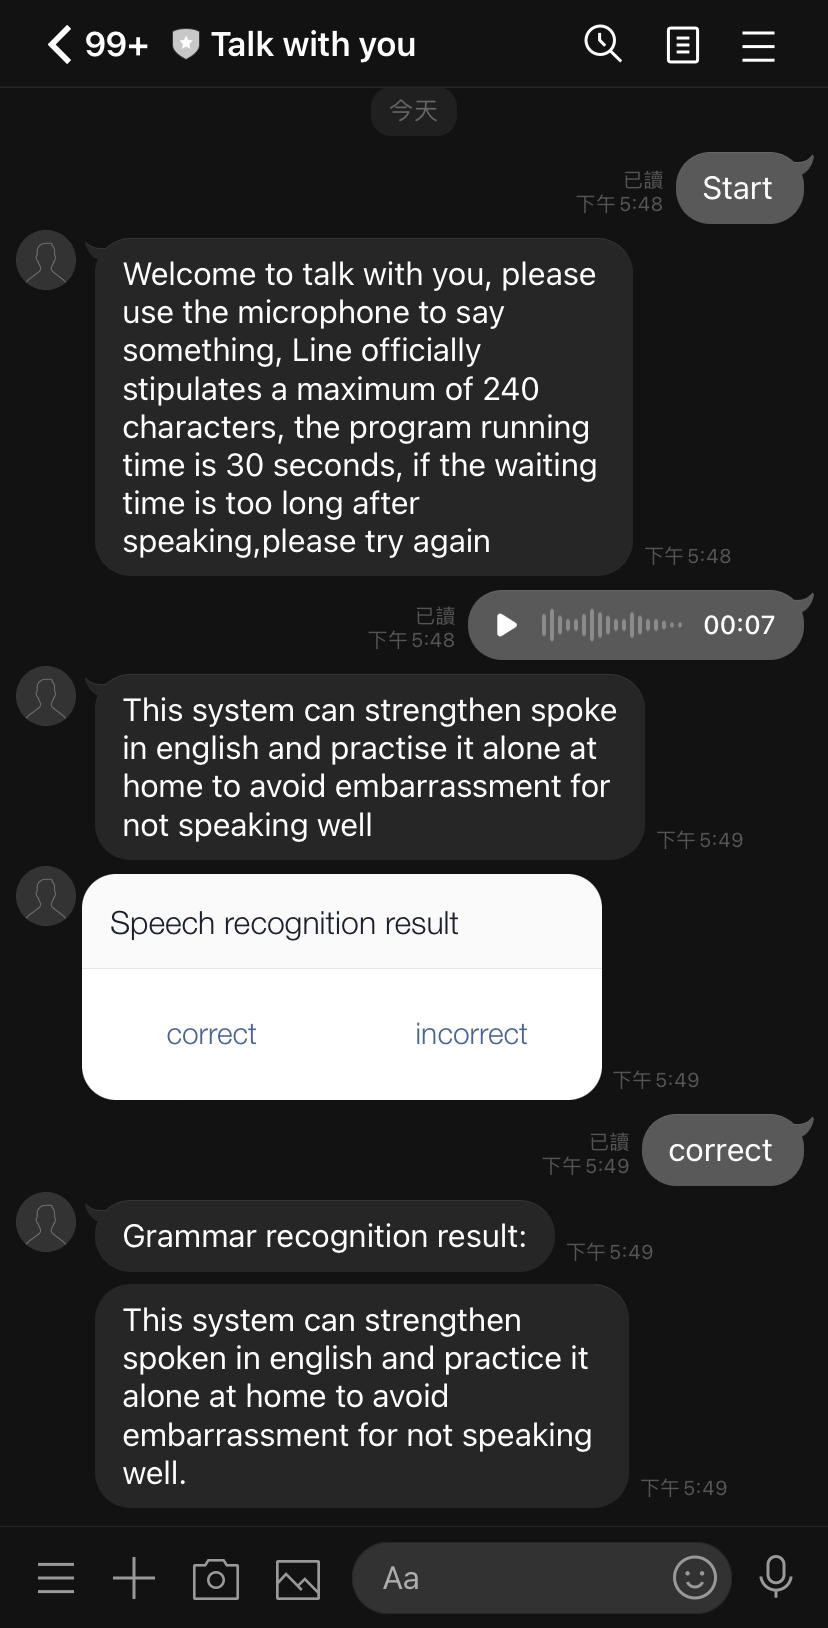 99+ Talk with you
今天
已讀
下午 5:48
Start
Welcome to talk with you, please
use the microphone to say
something, Line officially
stipulates a maximum of 240
characters, the program running
time is 30 seconds, if the waiting
time is too long after
speaking,please try again
下午 5:48
已讀
下午 5:48
00:07
This system can strengthen spoke
in english and practise it alone at
home to avoid embarrassment for
not speaking well
下午 5:49
Speech recognition result
correct incorrect
下午 5:49
已讀
下午 5:49
correct
Grammar recognition result:
下午 5:49
This system can strengthen
spoken in english and practice it
alone at home to avoid
embarrassment for not speaking
well.
下午 5:49
Aa